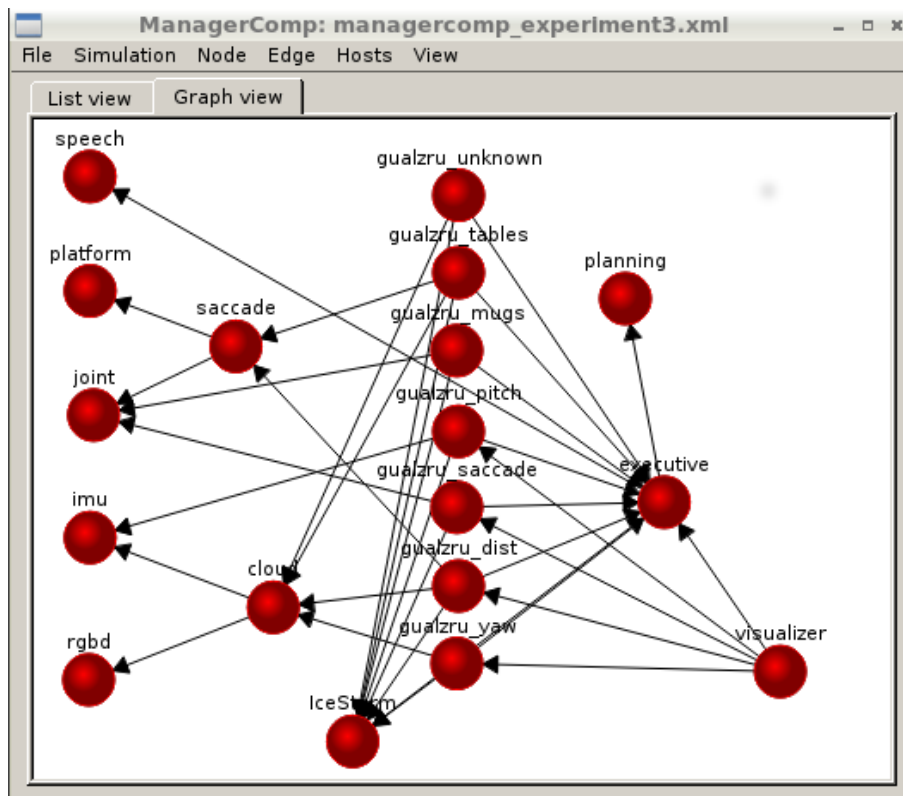 ManagerComp: managercomp_experiment3.xml
File Simulation Node Edge Hosts View
List view Graph view
speech
gualzru_unknown
gualzru_tables
platform
planning
saccade
gualzru_mugs
joint
gualzru_pitch
gualzru_saccade
executive
imu
gualzru_dist
cloud
gualzru_yaw
rgbd
visualizer
IceStorm